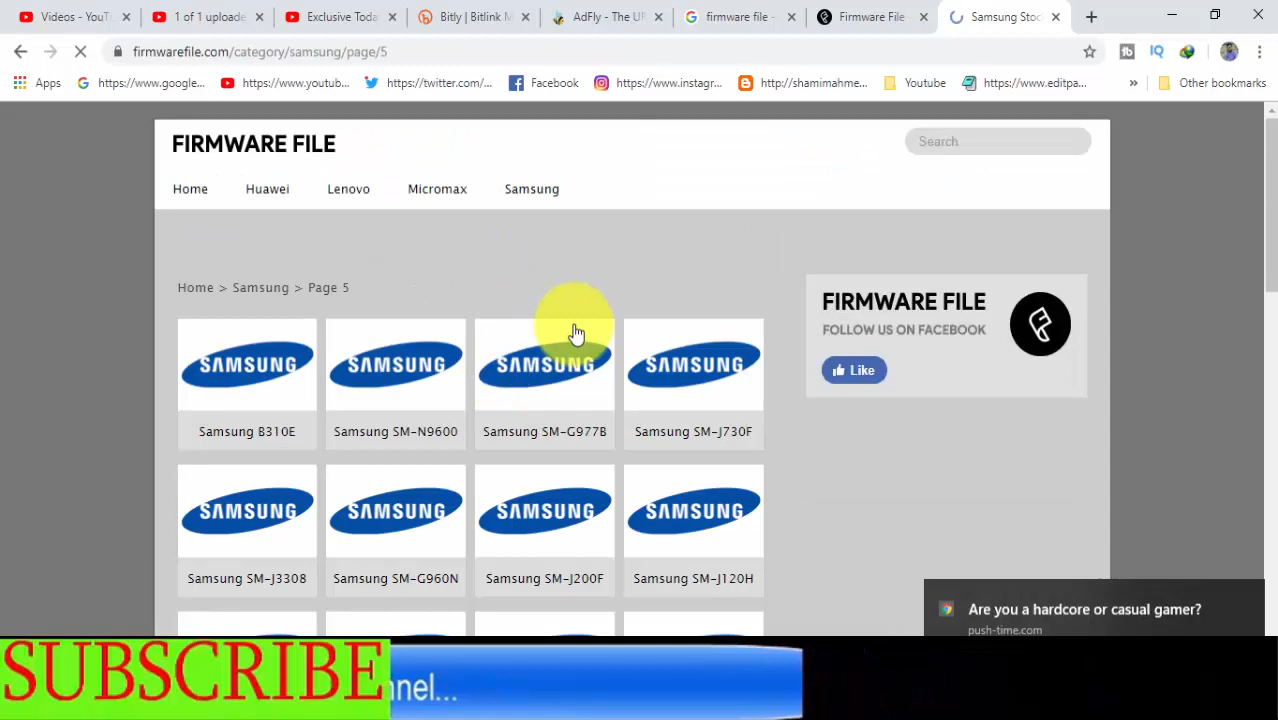 Videos - YouT
1 of 1 uploade
Exclusive Toda
Bitly | Bitlink M
AdFly - The UR
firmware file -
Firmware File
Samsung Stoc
firmwarefile.com/category/samsung/page/5
Apps
https://www.google...
https://www.youtub...
https://twitter.com/...
Facebook
https://www.instagr...
http://shamimahme...
Youtube
https://www.editpa...
Other bookmarks
FIRMWARE FILE
Search
Home Huawei Lenovo Micromax Samsung
Home > Samsung > Page 5
FIRMWARE FILE
FOLLOW US ON FACEBOOK
Like
SAMSUNG SAMSUNG SAMSUNG SAMSUNG
Samsung B310E Samsung SM-N9600 Samsung SM-G977B Samsung SM-J730F
SAMSUNG SAMSUNG SAMSUNG SAMSUNG
Samsung SM-J3308 Samsung SM-G960N Samsung SM-J200F Samsung SM-J120H
Are you a hardcore or casual gamer?
push-time.com
SUBSCRIBE
nnel...